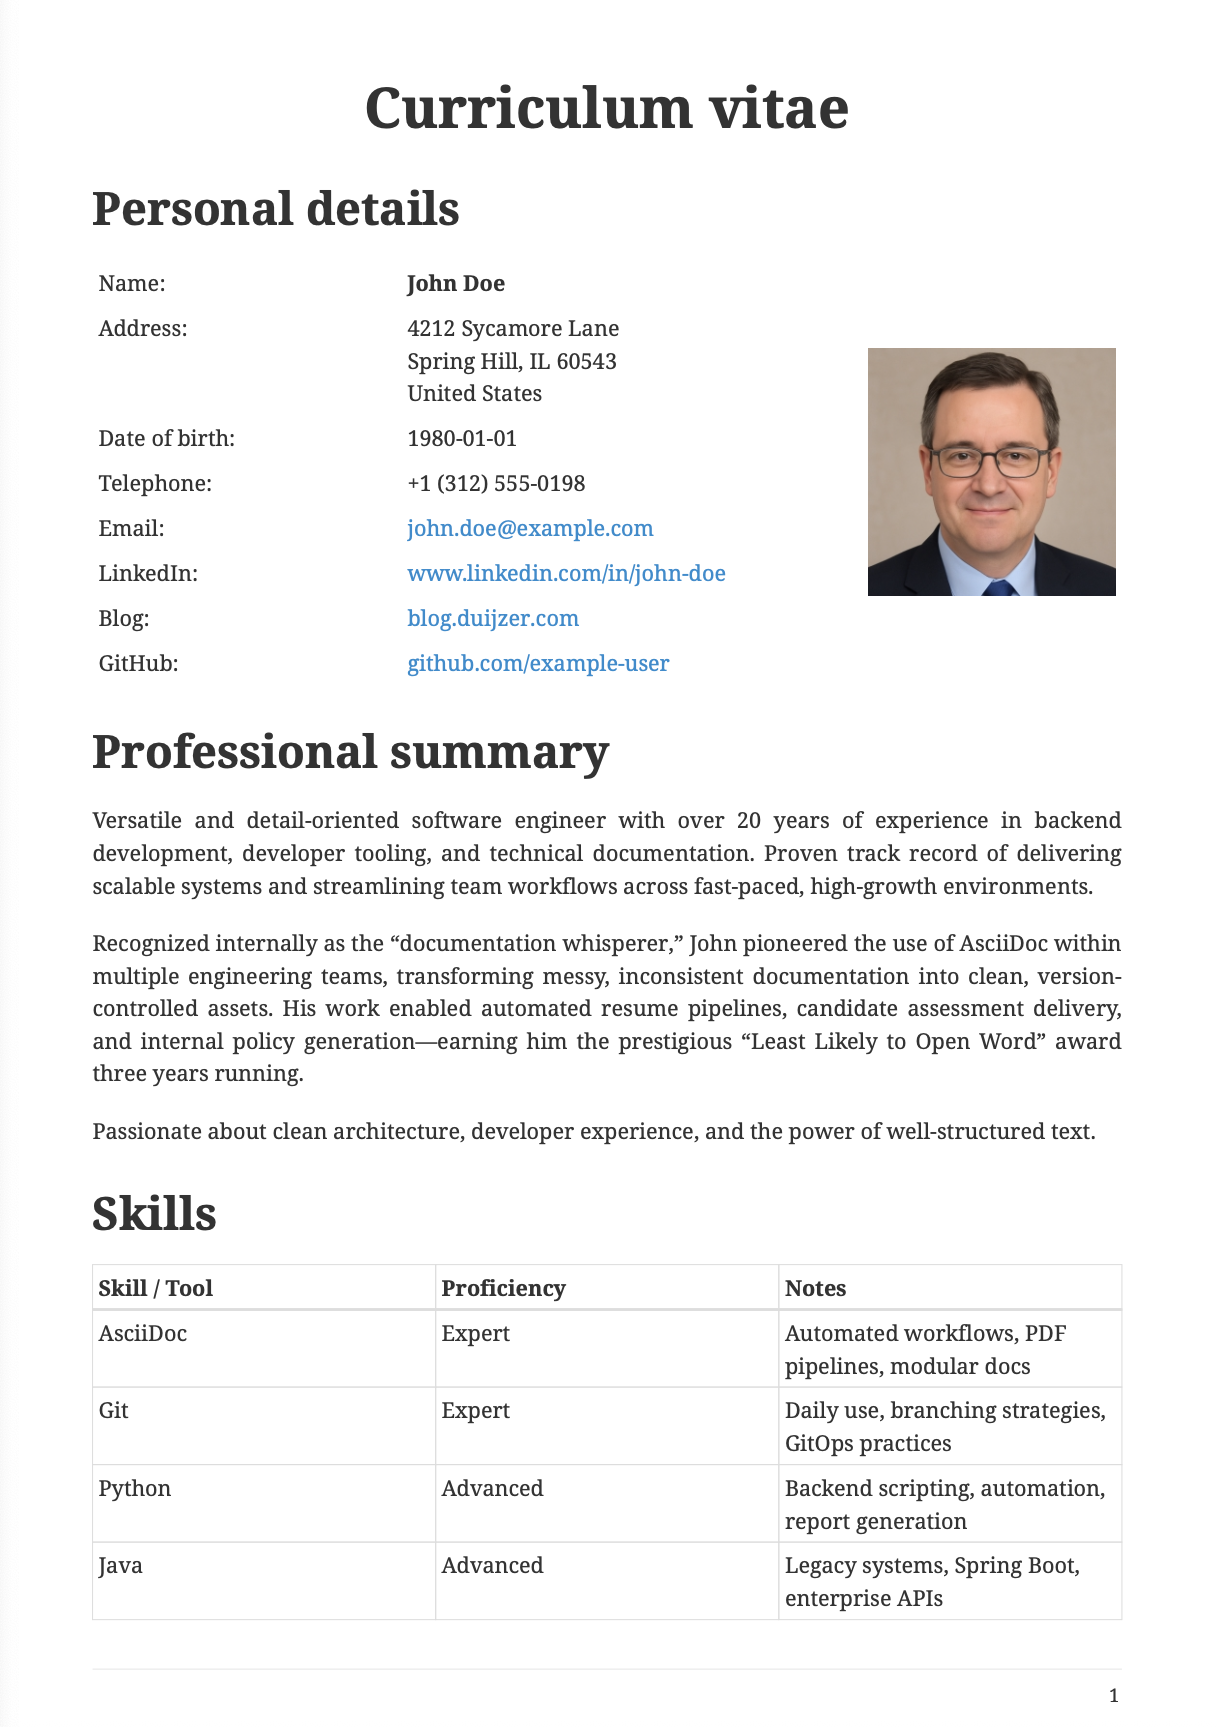 Curriculum vitae
Personal details
Name: John Doe
Address: 4212 Sycamore Lane
Spring Hill, IL 60543
United States
Date of birth: 1980-01-01
Telephone: +1 (312) 555-0198
Email: john.doe@example.com
LinkedIn: www.linkedin.com/in/john-doe
Blog: blog.duijzer.com
GitHub: github.com/example-user
Professional summary
Versatile and detail-oriented software engineer with over 20 years of experience in backend
development, developer tooling, and technical documentation. Proven track record of delivering
scalable systems and streamlining team workflows across fast-paced, high-growth environments.
Recognized internally as the “documentation whisperer,” John pioneered the use of AsciiDoc within
multiple engineering teams, transforming messy, inconsistent documentation into clean, version-
controlled assets. His work enabled automated resume pipelines, candidate assessment delivery,
and internal policy generation—earning him the prestigious “Least Likely to Open Word” award
three years running.
Passionate about clean architecture, developer experience, and the power of well-structured text.
Skills
Skill / Tool Proficiency Notes
AsciiDoc Expert Automated workflows, PDF
pipelines, modular docs
Git Expert Daily use, branching strategies,
GitOps practices
Python Advanced Backend scripting, automation,
report generation
Java Advanced Legacy systems, Spring Boot,
enterprise APIs
1